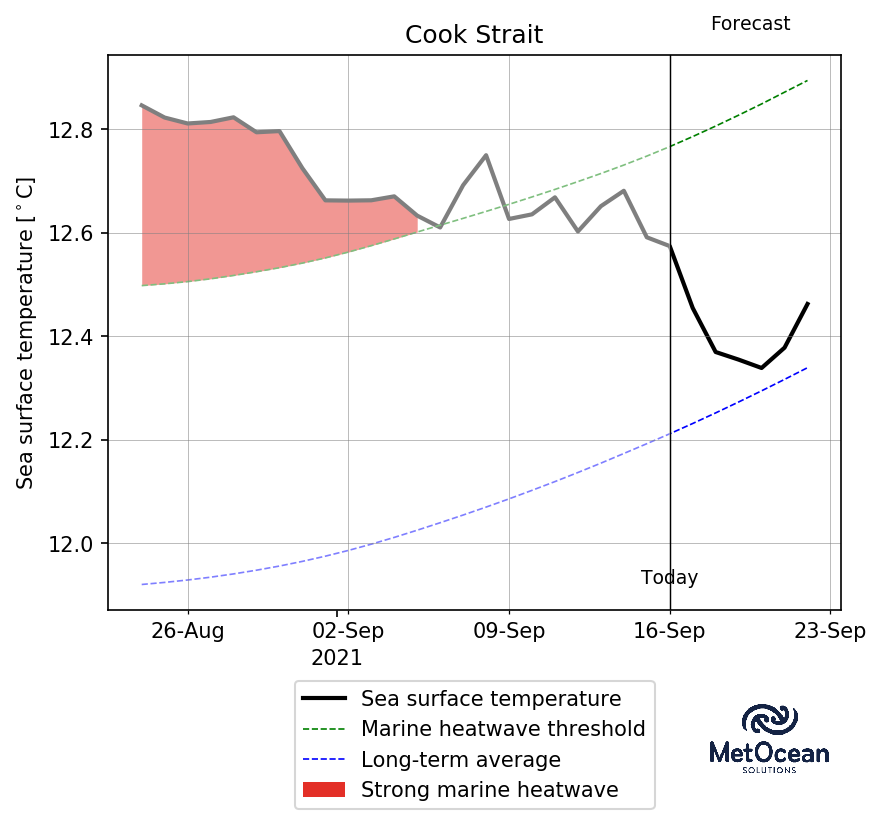 Forecast
Cook Strait
Sea surface temperature [°C]
12.8
12.6
12.4
12.2
12.0
Today
26-Aug 02-Sep 09-Sep 16-Sep 23-Sep
2021
Sea surface temperature
Marine heatwave threshold
Long-term average
Strong marine heatwave
MetOcean
SOLUTIONS